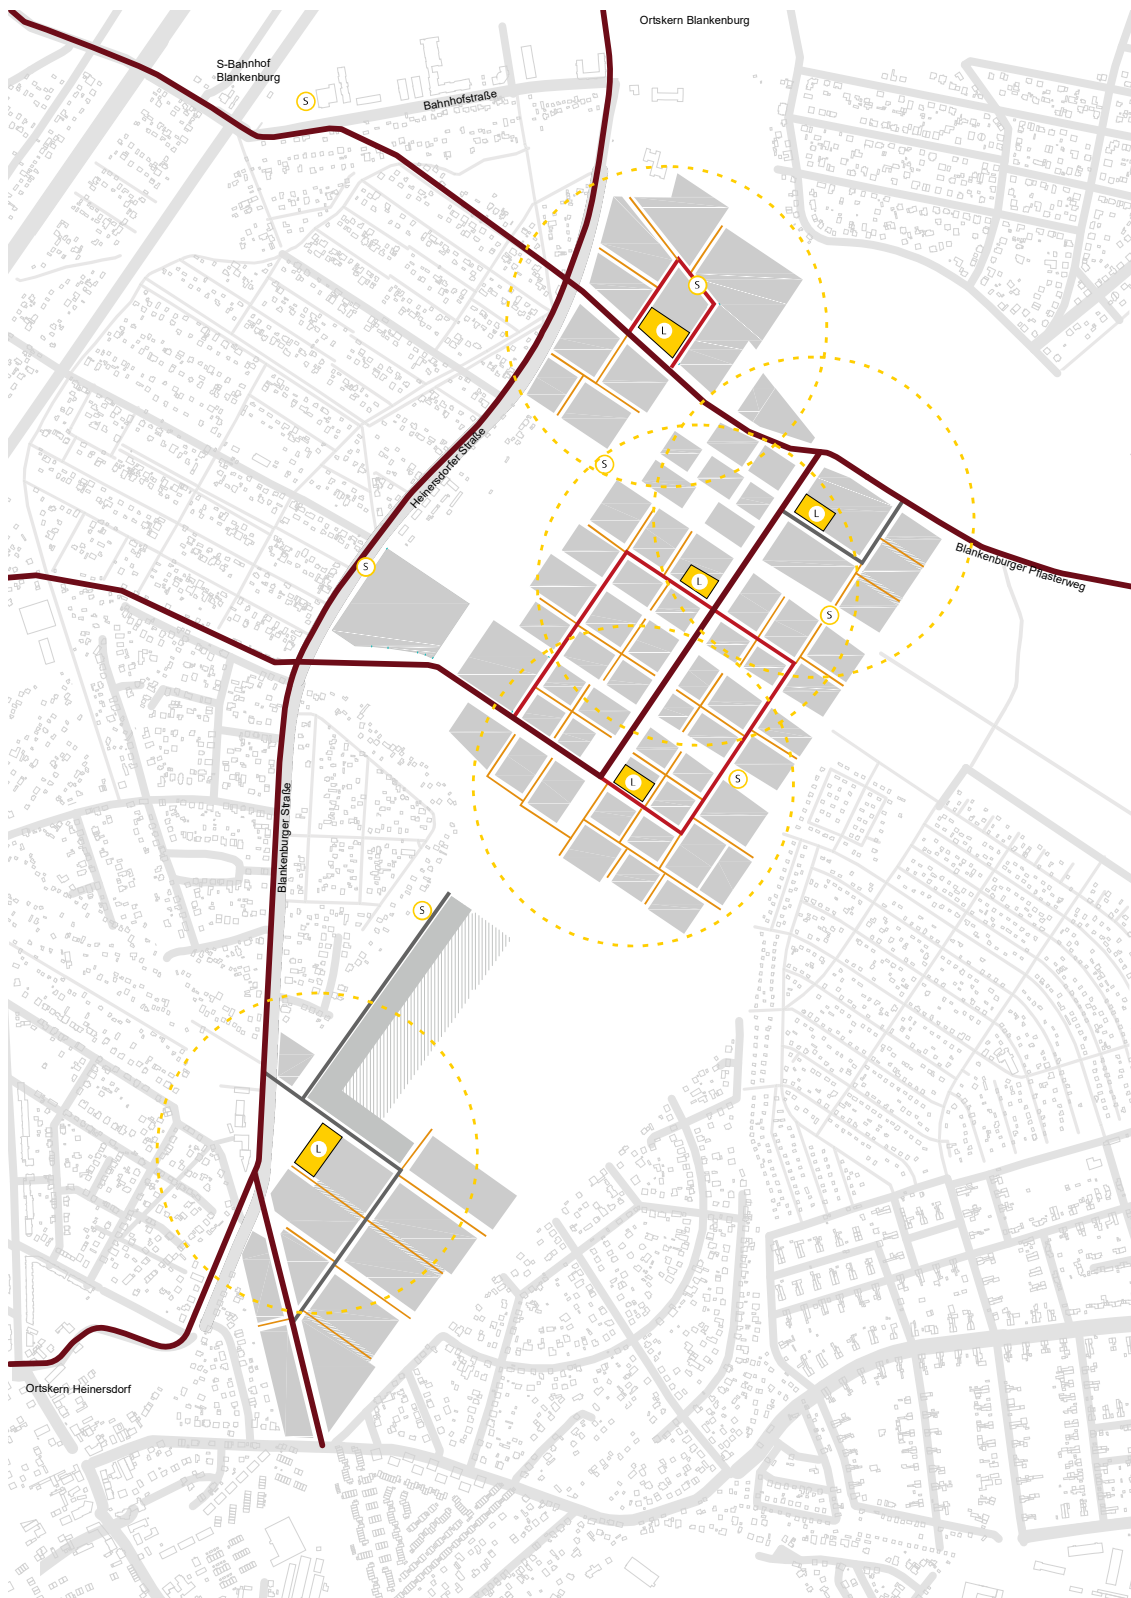 Ortskern Blankenburg
S-Bahnhof
Blankenburg
S
Bahnhofstraße
S
L
Heinersdorfer Straße
S
L
Blankenburger Pflasterweg
S
L
S
S
L
Blankenburger Straße
S
L
Ortskern Heinersdorf